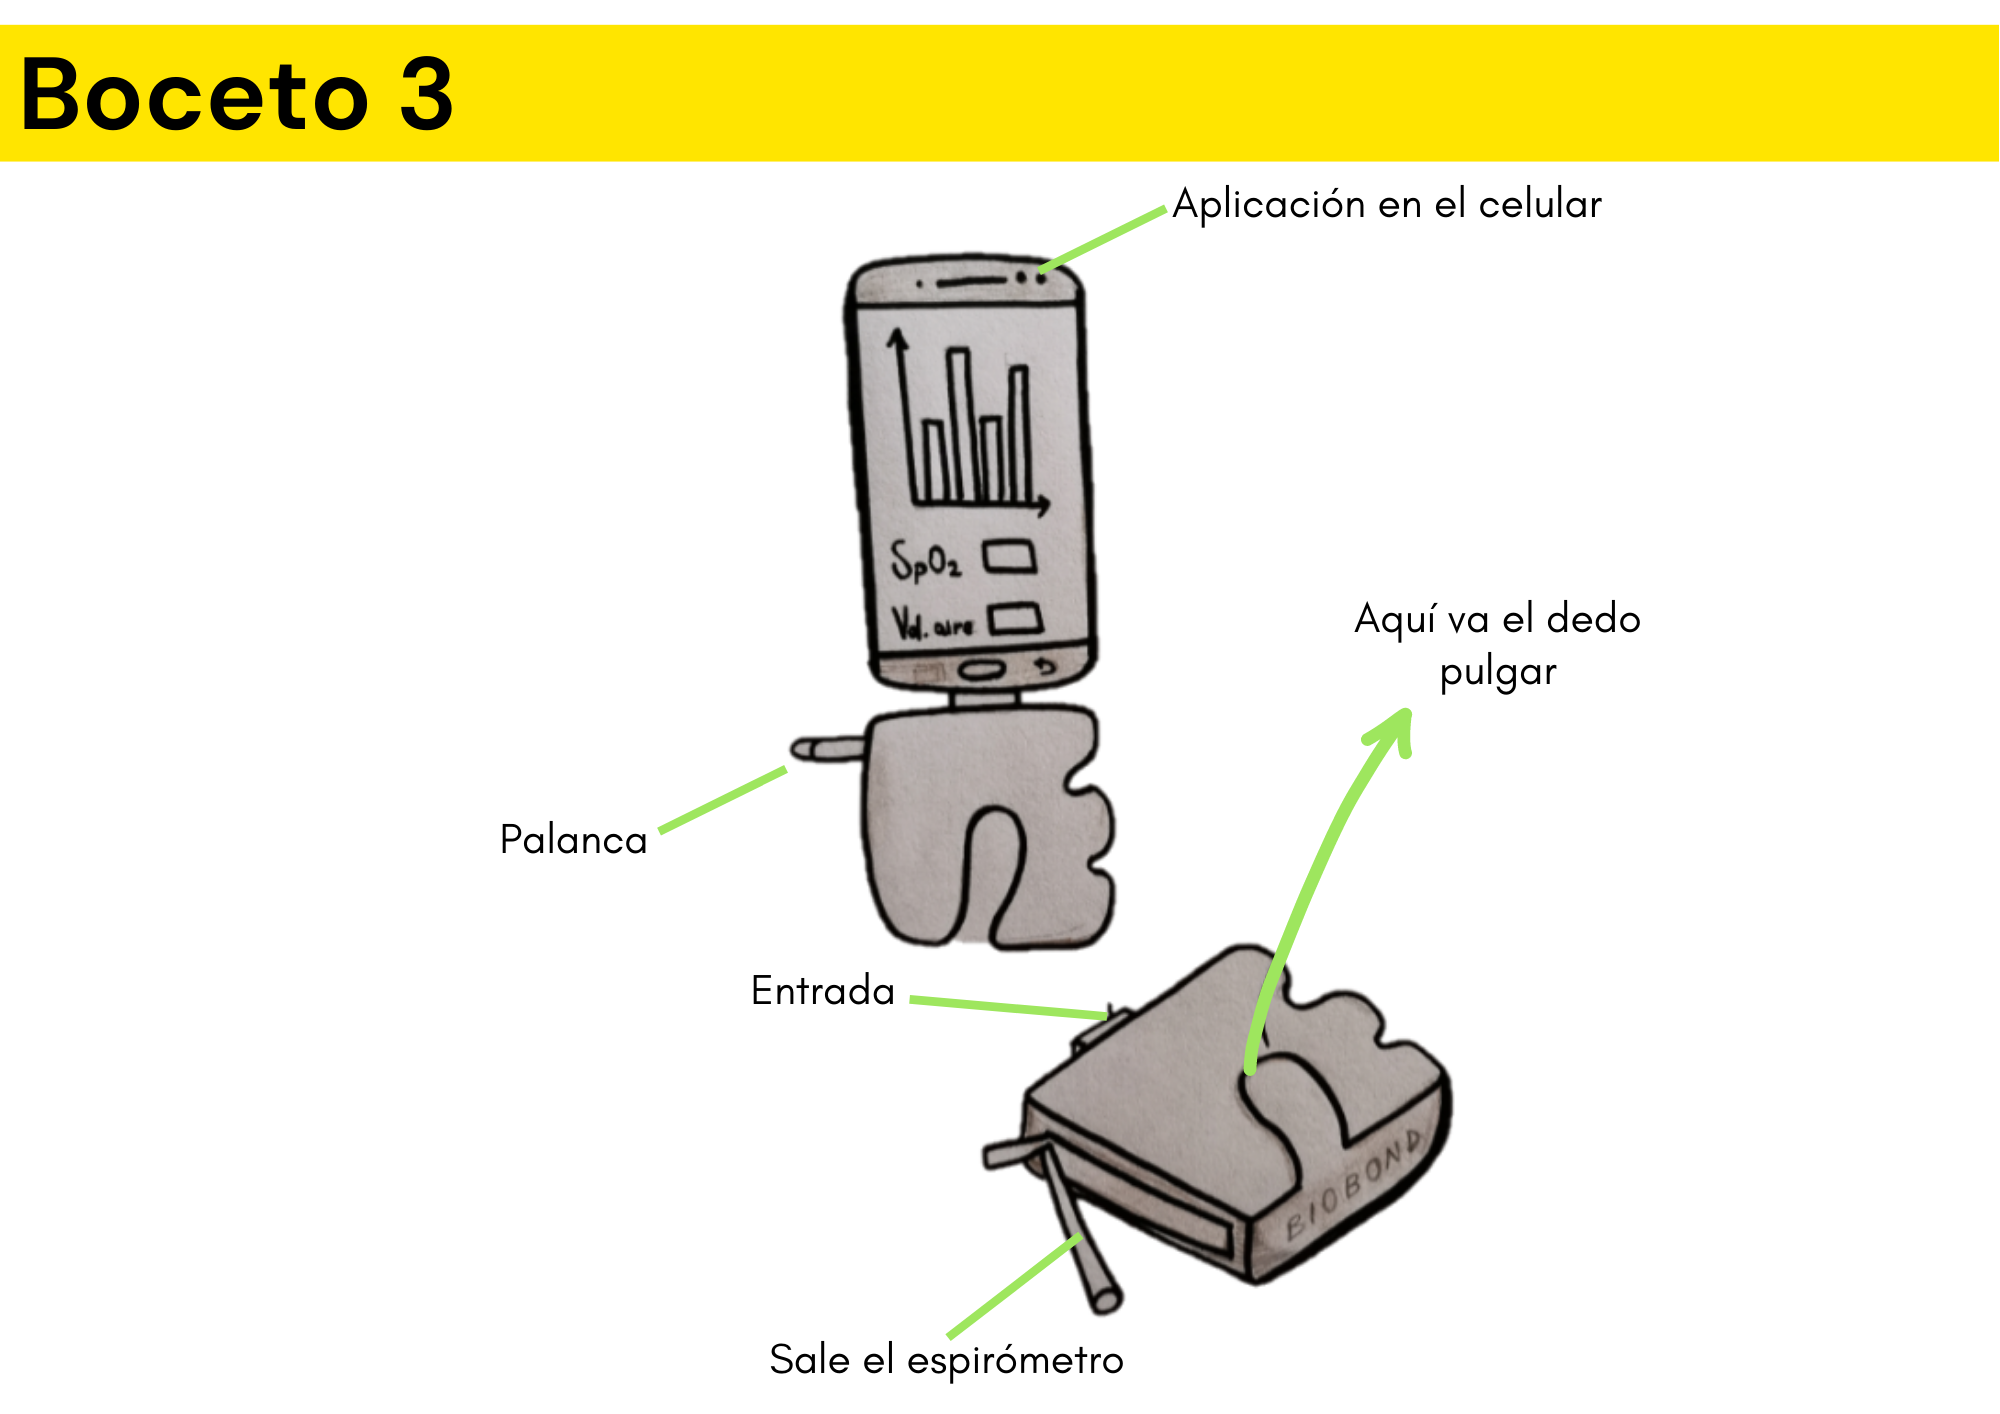 Boceto 3
Aplicación en el celular
SpO₂
Vol. aire
Aquí va el dedo
pulgar
Palanca
Entrada
BIOBOND
Sale el espirómetro